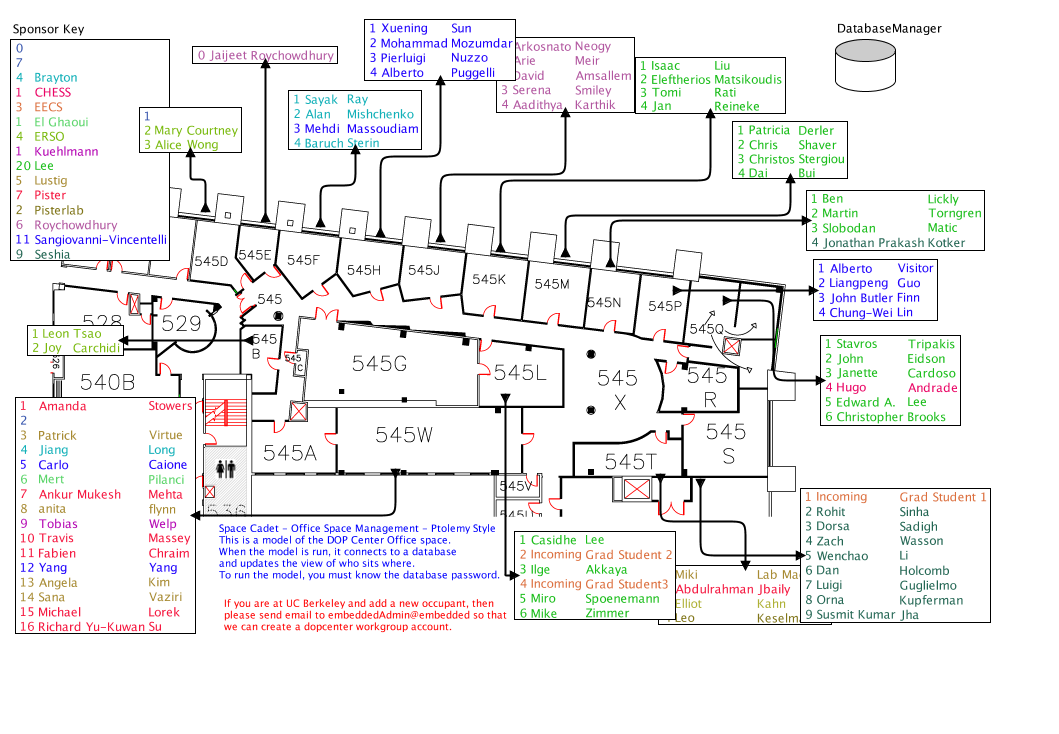 Sponsor Key
0
7
4 Brayton
1 CHESS
3 EECS
1 El Ghaoui
4 ERSO
1 Kuehlmann
20 Lee
5 Lustig
7 Pister
2 Pisterlab
6 Roychowdhury
11 Sangiovanni-Vincentelli
9 Seshia
1
2 Mary Courtney
3 Alice Wong
0 Jaijeet Roychowdhury
1 Sayak Ray
2 Alan Mishchenko
3 Mehdi Massoudiam
4 Baruch Sterin
1 Xuening Sun
2 Mohammad Mozumdar
3 Pierluigi Nuzzo
4 Alberto Puggelli
Arkosnato Neogy
Arie Meir
David Amsallem
3 Serena Smiley
4 Aadithya Karthik
1 Isaac Liu
2 Eleftherios Matsikoudis
3 Tomi Rati
4 Jan Reineke
DatabaseManager
1 Patricia Derler
2 Chris Shaver
3 Christos Stergiou
4 Dai Bui
1 Ben Lickly
2 Martin Torngren
3 Slobodan Matic
4 Jonathan Prakash Kotker
1 Alberto Visitor
2 Liangpeng Guo
3 John Butler Finn
4 Chung-Wei Lin
1 Stavros Tripakis
2 John Eidson
3 Janette Cardoso
4 Hugo Andrade
5 Edward A. Lee
6 Christopher Brooks
545D
545E
545F
545H
545J
545K
545M
545N
545P
545Q
528
529
545
545
B
545
C
545G
545L
545
X
545
R
545
S
545T
545W
545A
545V
540B
1 Leon Tsao
2 Joy Carchidi
1 Amanda Stowers
2
3 Patrick Virtue
4 Jiang Long
5 Carlo Caione
6 Mert Pilanci
7 Ankur Mukesh Mehta
8 anita flynn
9 Tobias Welp
10 Travis Massey
11 Fabien Chraim
12 Yang Yang
13 Angela Kim
14 Sana Vaziri
15 Michael Lorek
16 Richard Yu-Kuwan Su
Space Cadet - Office Space Management - Ptolemy Style
This is a model of the DOP Center Office space.
When the model is run, it connects to a database
and updates the view of who sits where.
To run the model, you must know the database password.
If you are at UC Berkeley and add a new occupant, then
please send email to embeddedAdmin@embedded so that
we can create a dopcenter workgroup account.
1 Casidhe Lee
2 Incoming Grad Student 2
3 Ilge Akkaya
4 Incoming Grad Student3
5 Miro Spoenemann
6 Mike Zimmer
Miki Lab Ma
Abdulrahman Jbaily
Elliot Kahn
Leo Keselm
1 Incoming Grad Student 1
2 Rohit Sinha
3 Dorsa Sadigh
4 Zach Wasson
5 Wenchao Li
6 Dan Holcomb
7 Luigi Guglielmo
8 Orna Kupferman
9 Susmit Kumar Jha